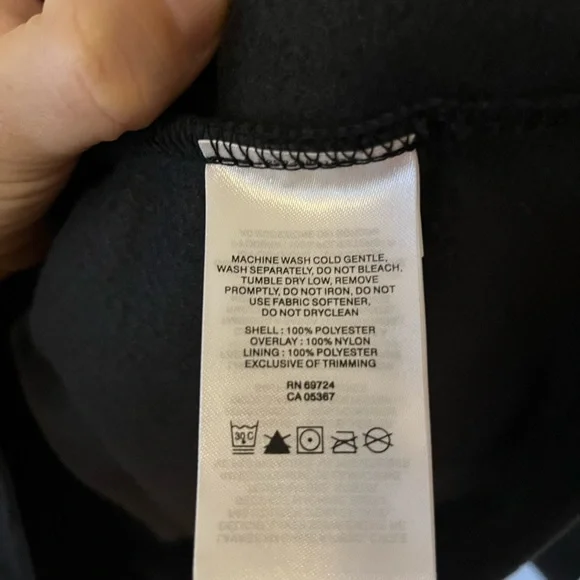 MACHINE WASH COLD GENTLE,
WASH SEPARATELY, DO NOT BLEACH,
TUMBLE DRY LOW, REMOVE
PROMPTLY, DO NOT IRON, DO NOT
USE FABRIC SOFTENER,
DO NOT DRYCLEAN
SHELL : 100% POLYESTER
OVERLAY : 100% NYLON
LINING : 100% POLYESTER
EXCLUSIVE OF TRIMMING
RN 69724
CA 05367
30 C